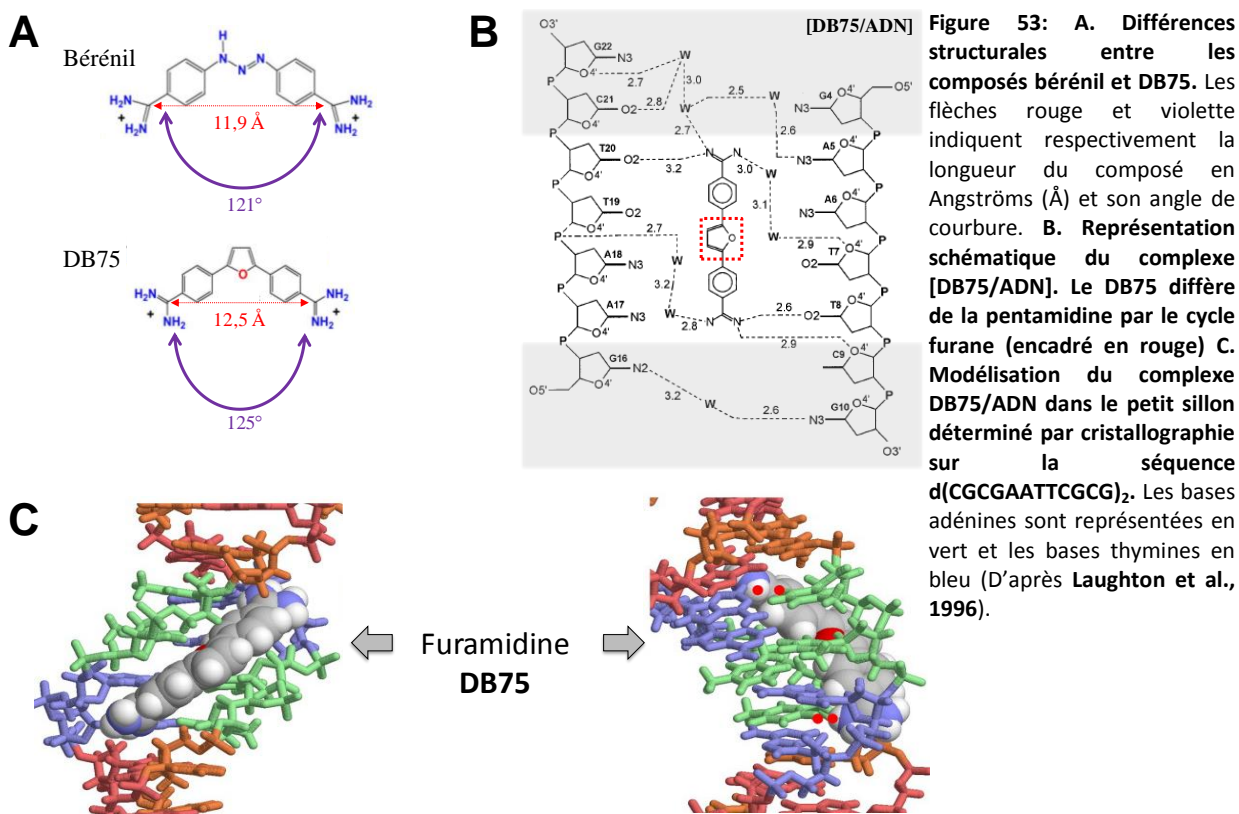 A
Bérénil
H
N
N
N
NH₂
H₂N
+
NH₂
H₂N
+
11,9 Å
121°
DB75
O
NH₂
NH₂
+
H₂N
NH₂
+
12,5 Å
125°
B
[DB75/ADN]
O3'
G22
N3
O4'
2.7
W
3.0
P
C21
O2
2.8
O4'
W
2.5
W
G4
O4'
O5'
N3
2.7
2.6
P
P
T20
O2
3.2
N
N
3.0
W
N3
A5
O4'
O4'
P
P
T19
O2
O4'
3.1
A6
O4'
N3
P
2.7
W
W
2.9
P
A18
N3
O4'
O
T7
O4'
O2
3.2
P
P
A17
N3
O4'
W
2.8
N
N
2.6
T8
O4'
O2
P
P
2.9
C9
O4'
G16
N2
O4'
O5'
3.2
W
2.6
P
G10
O4'
N3
O3'
Figure 53: A. Différences
structurales entre les
composés bérénil et DB75. Les
flèches rouge et violette
indiquent respectivement la
longueur du composé en
Angströms (Å) et son angle de
courbure. B. Représentation
schématique du complexe
[DB75/ADN]. Le DB75 diffère
de la pentamidine par le cycle
furane (encadré en rouge) C.
Modélisation du complexe
DB75/ADN dans le petit sillon
déterminé par cristallographie
sur la séquence
d(CGCGAATTCGCG)₂. Les bases
adénines sont représentées en
vert et les bases thymines en
bleu (D'après Laughton et al.,
1996).
C
Furamidine
DB75